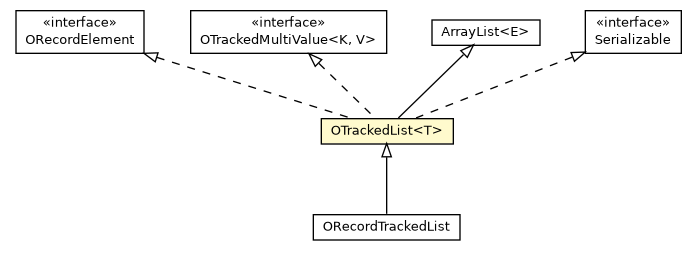 «interface»
ORecordElement
«interface»
OTrackedMultiValue<K, V>
ArrayList<E>
«interface»
Serializable
OTrackedList<T>
ORecordTrackedList